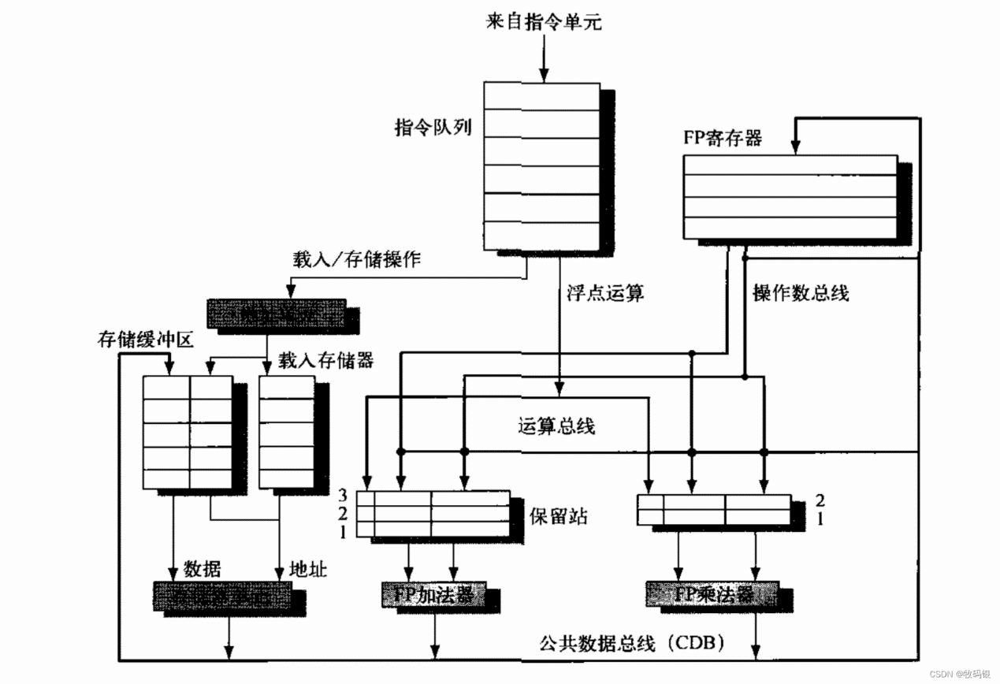 来自指令单元
指令队列
FP寄存器
载入/存储操作
浮点运算
操作数总线
存储缓冲区
载入存储器
运算总线
3
2
1
保留站
2
1
数据
地址
FP加法器
FP乘法器
公共数据总线（CDB）
CSDN @牧码银